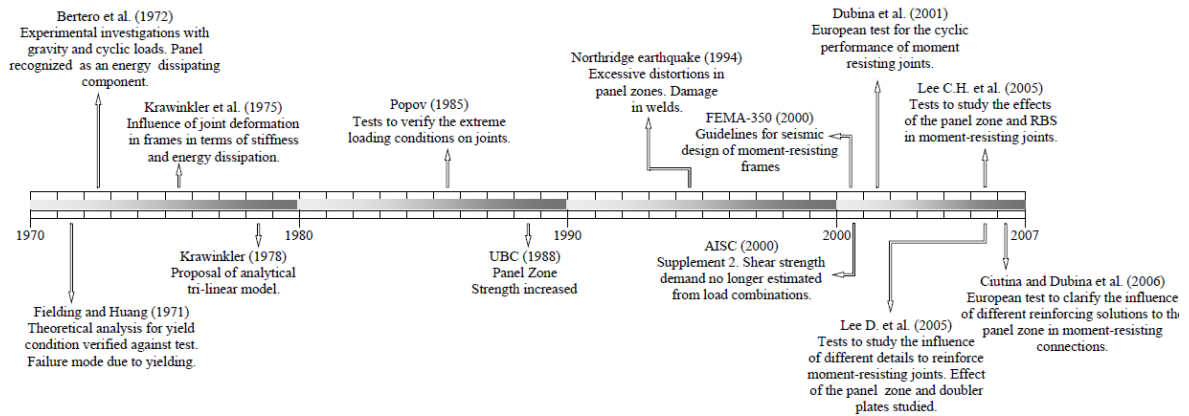 Bertero et al. (1972)
Experimental investigations with
gravity and cyclic loads. Panel
recognized as an energy dissipating
component.
Krawinkler et al. (1975)
Influence of joint deformation
in frames in terms of stiffness
and energy dissipation.
Popov (1985)
Tests to verify the extreme
loading conditions on joints.
Northridge earthquake (1994)
Excessive distortions in
panel zones. Damage
in welds.
FEMA-350 (2000)
Guidelines for seismic
design of moment-resisting
frames
Dubina et al. (2001)
European test for the cyclic
performance of moment
resisting joints.
Lee C.H. et al. (2005)
Tests to study the effects
of the panel zone and RBS
in moment-resisting joints.
1970
1980
1990
2000
2007
Fielding and Huang (1971)
Theoretical analysis for yield
condition verified against test.
Failure mode due to yielding.
Krawinkler (1978)
Proposal of analytical
tri-linear model.
UBC (1988)
Panel Zone
Strength increased
AISC (2000)
Supplement 2. Shear strength
demand no longer estimated
from load combinations.
Lee D. et al. (2005)
Tests to study the influence
of different details to reinforce
moment-resisting joints. Effect
of the panel zone and doubler
plates studied.
Ciutina and Dubina et al. (2006)
European test to clarify the influence
of different reinforcing solutions to the
panel zone in moment-resisting
connections.